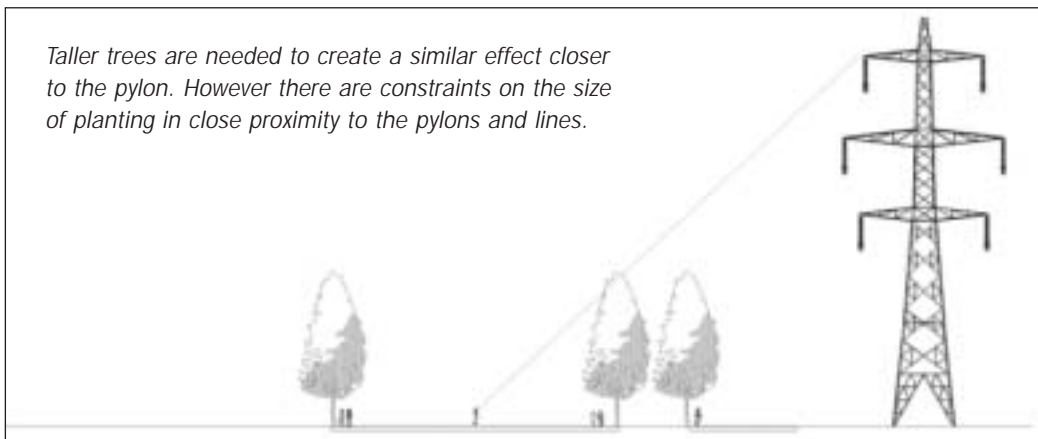 Taller trees are needed to create a similar effect closer
to the pylon. However there are constraints on the size
of planting in close proximity to the pylons and lines.